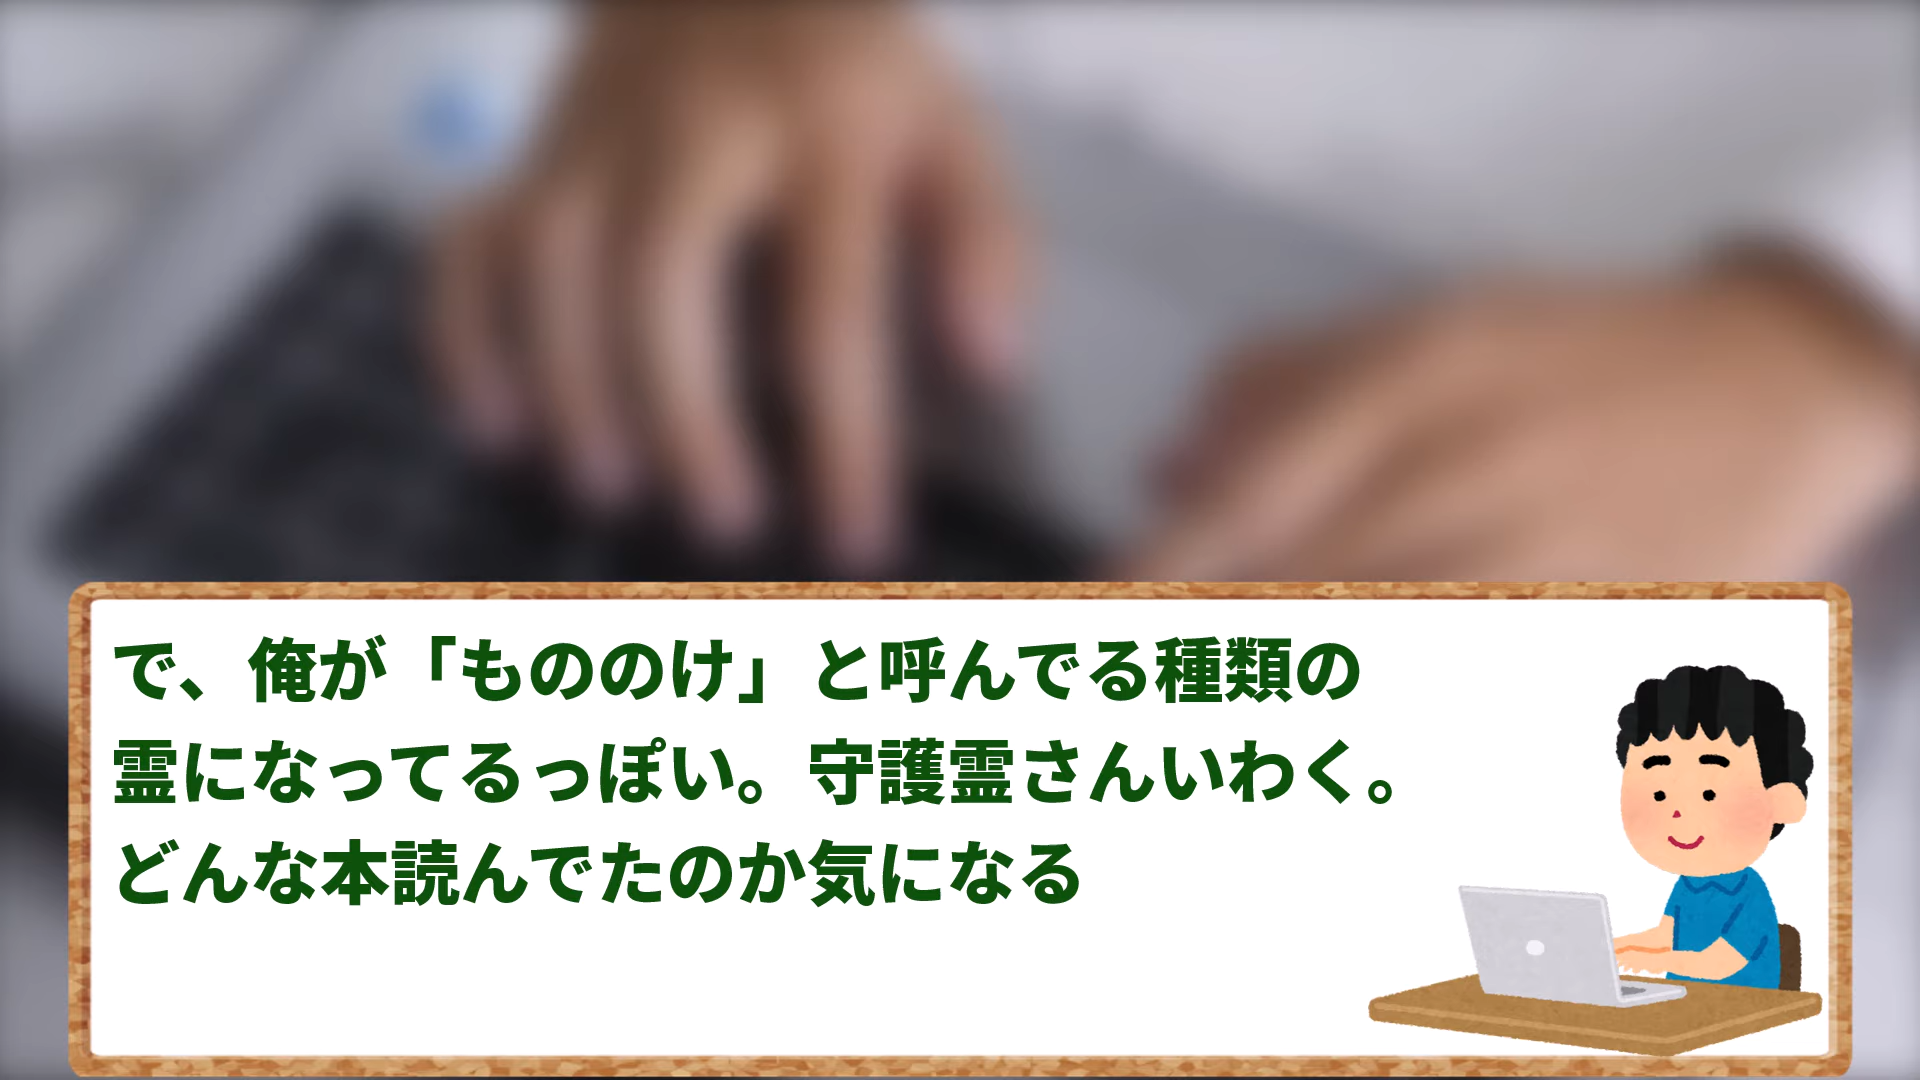 で、俺が「もののけ」と呼んでる種類の
霊になってるっぽい。守護霊さんいわく。
どんな本読んでたのか気になる